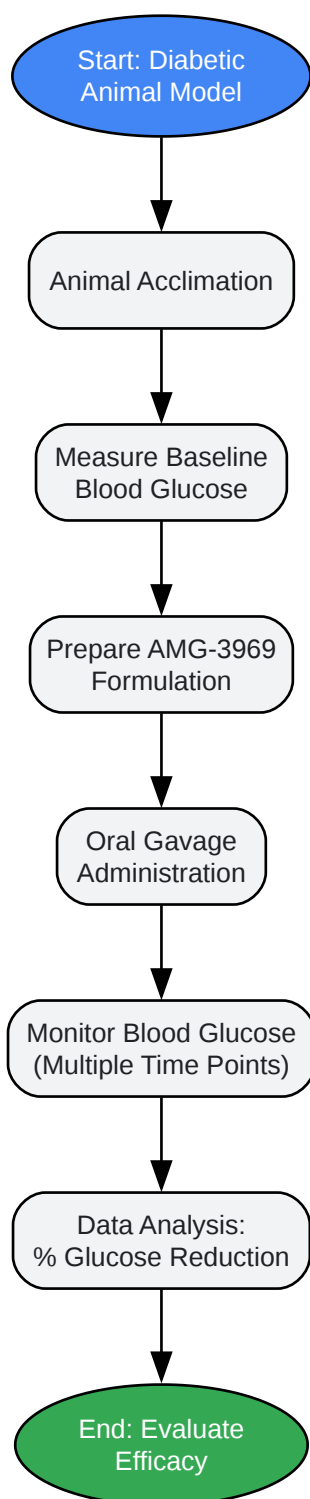 Start: Diabetic
Animal Model
Animal Acclimation
Measure Baseline
Blood Glucose
Prepare AMG-3969
Formulation
Oral Gavage
Administration
Monitor Blood Glucose
(Multiple Time Points)
Data Analysis:
% Glucose Reduction
End: Evaluate
Efficacy